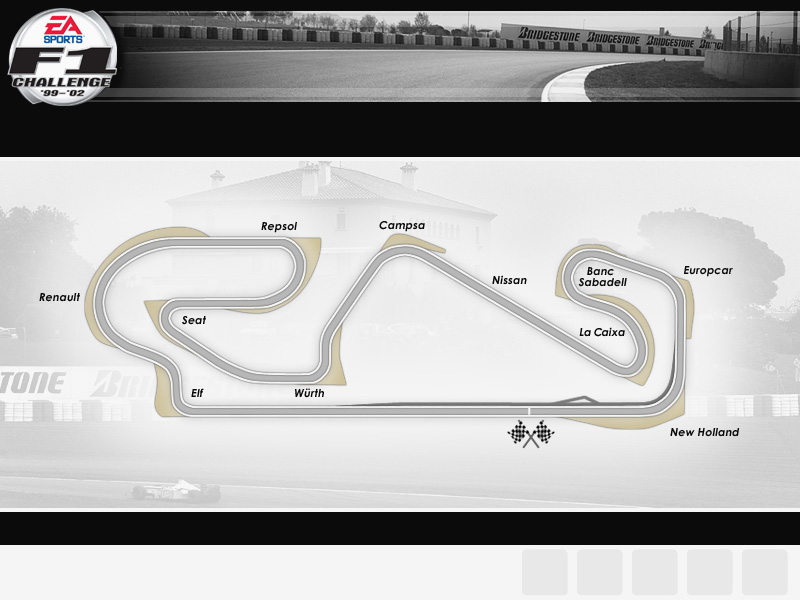 EA
SPORTS
F1
CHALLENGE
'99–'02
BRIDGESTONE
BRIDGESTONE
BRIDGESTONE
Repsol
Campsa
Renault
Nissan
Banc
Sabadell
Europcar
Seat
La Caixa
TONE
Elf
Würth
New Holland